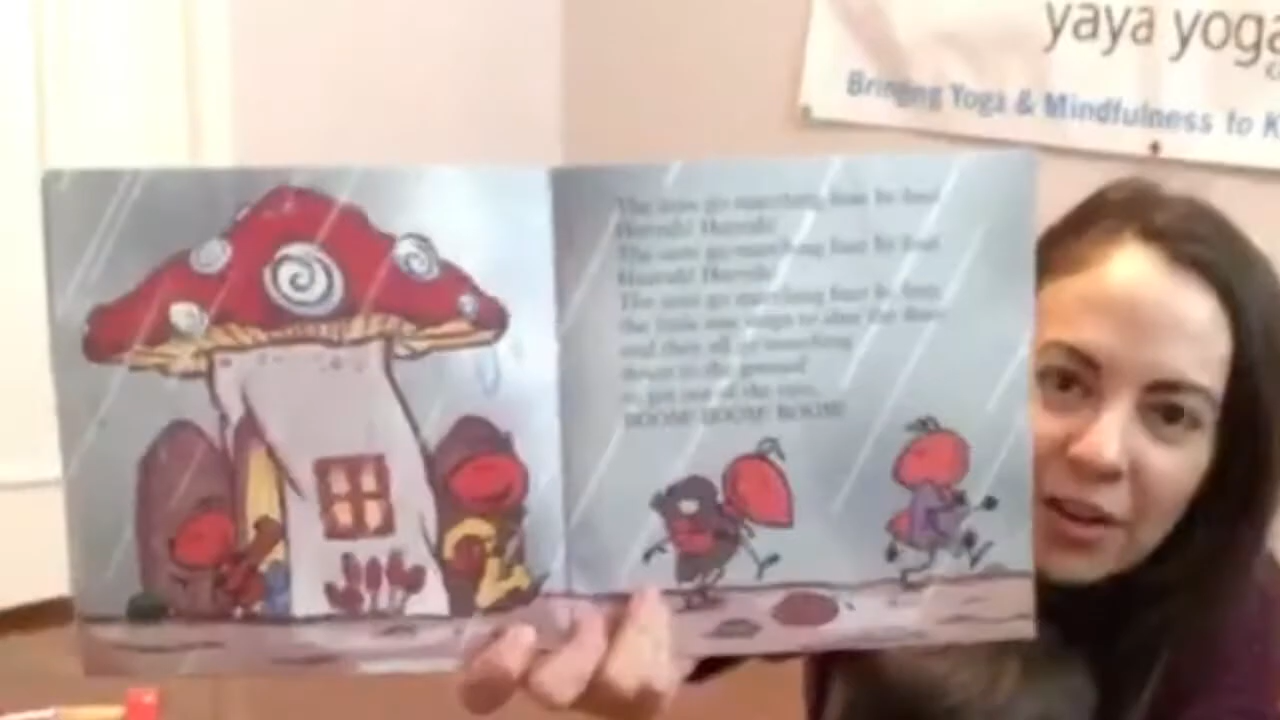 yaya yoga
Bringing Yoga & Mindfulness to K
The ants go marching four by four.
Hurrah! Hurrah!
The ants go marching four by four.
Hurrah! Hurrah!
The ants go marching four by four,
the little one stops to shut the door
and they all go marching
down to the ground
to get out of the rain.
BOOM! BOOM! BOOM!